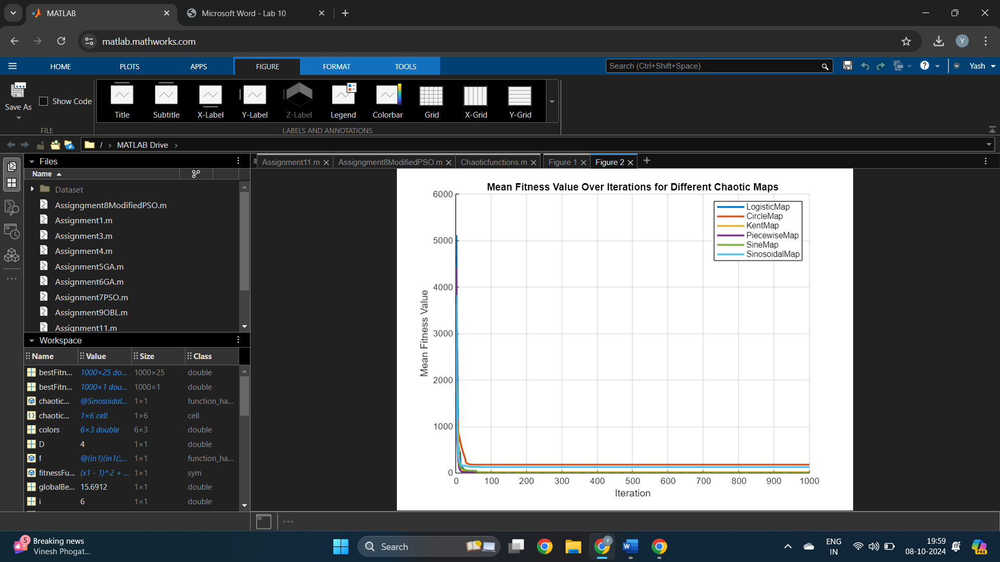 MATLAB
Microsoft Word - Lab 10
matlab.mathworks.com
Y
HOME
PLOTS
APPS
FIGURE
FORMAT
TOOLS
Search (Ctrl+Shift+Space)
Yash
Save As
Show Code
Title
Subtitle
X-Label
Y-Label
Z-Label
Legend
Colorbar
Grid
X-Grid
Y-Grid
FILE
LABELS AND ANNOTATIONS
/ › MATLAB Drive ›
Files
Name
Dataset
Assigngment8ModifiedPSO.m
Assignment1.m
Assignment3.m
Assignment4.m
Assignment5GA.m
Assignment6GA.m
Assignment7PSO.m
Assignment9OBL.m
Assignment11.m
Workspace
Name Value Size Class
bestFitn... 1000×25 do... 1000×25 double
bestFitn... 1000×1 dou... 1000×1 double
chaotic... @Sinosoidal... 1×1 function_ha...
chaotic... 1×6 cell 1×6 cell
colors 6×3 double 6×3 double
D 4 1×1 double
f @(in1)(in1(:,... 1×1 function_ha...
fitnessFu... (x1 - 1)^2 + ... 1×1 sym
globalBe... 15.6912 1×1 double
i 6 1×1 double
Assignment11.m
Assigngment8ModifiedPSO.m
Chaoticfunctions.m
Figure 1
Figure 2
Mean Fitness Value Over Iterations for Different Chaotic Maps
6000
5000
4000
3000
2000
1000
0
Mean Fitness Value
LogisticMap
CircleMap
KentMap
PiecewiseMap
SineMap
SinosoidalMap
0 100 200 300 400 500 600 700 800 900 1000
Iteration
5
Breaking news
Vinesh Phogat...
Search
Y
W
ENG
IN
19:59
08-10-2024
PRE